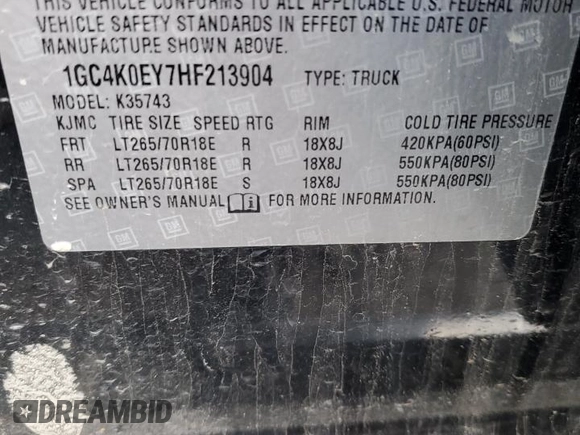 THIS VEHICLE CONFORMS TO ALL APPLICABLE U.S. FEDERAL MOTOR
VEHICLE SAFETY STANDARDS IN EFFECT ON THE DATE OF
MANUFACTURE SHOWN ABOVE.
1GC4K0EY7HF213904 TYPE: TRUCK
MODEL: K35743
KJMC TIRE SIZE SPEED RTG RIM COLD TIRE PRESSURE
FRT LT265/70R18E R 18X8J 420KPA(60PSI)
RR LT265/70R18E R 18X8J 550KPA(80PSI)
SPA LT265/70R18E S 18X8J 550KPA(80PSI)
SEE OWNER'S MANUAL i FOR MORE INFORMATION.
GM
DREAMBID